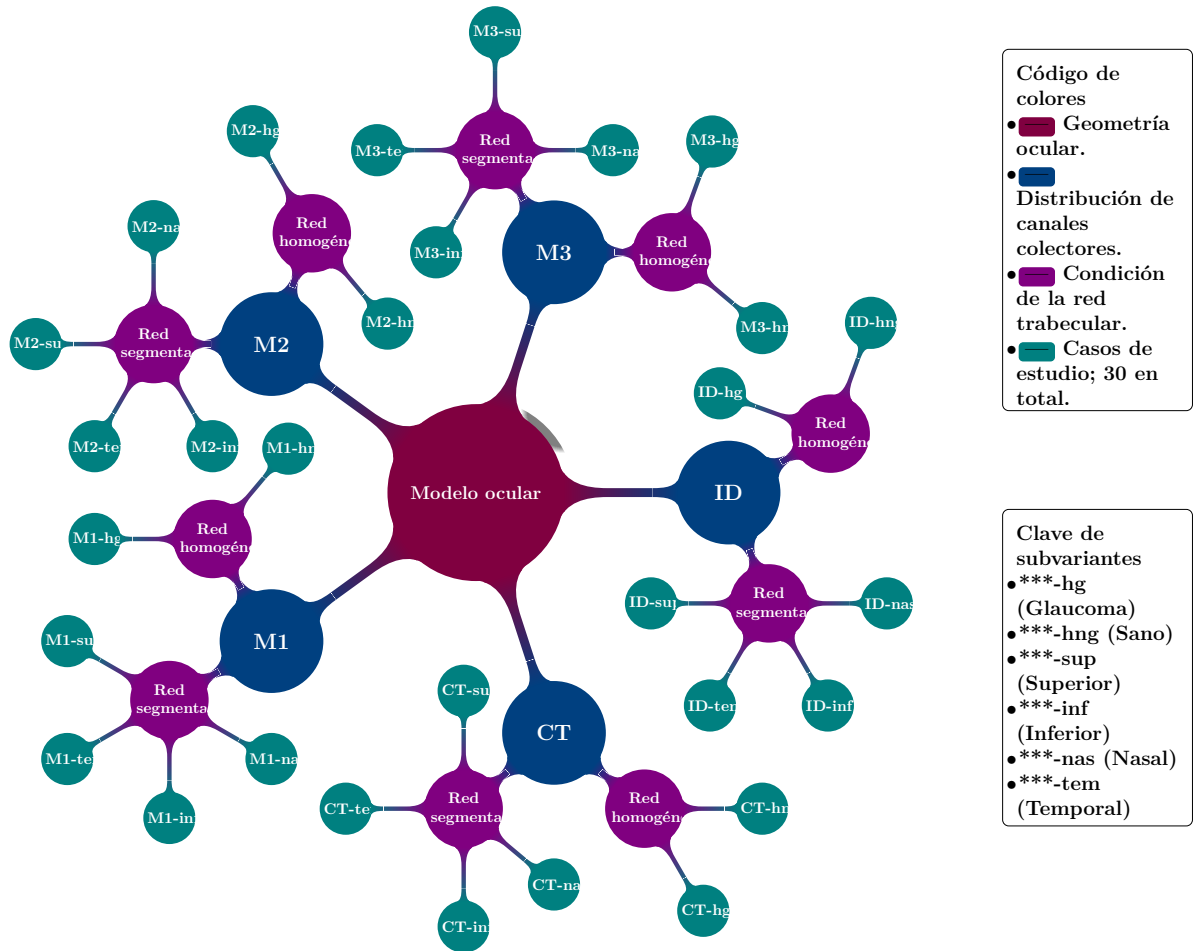 M3-su
M2-hg
M3-hg
Red
segmenta
M3-te
M3-na
M2-na
Red
homogéne
M3-in
M3
Red
homogéne
M2-su
Red
segmenta
M2
M2-hn
M3-hn
ID-hng
M2-te
M2-in
ID-hg
Red
homogéne
M1-hn
Modelo ocular
ID
M1-hg
Red
homogéne
M1-su
M1
ID-sup
Red
segmenta
ID-nas
Red
segmenta
M1-te
M1-na
M1-in
CT-su
ID-ten
ID-inf
CT
CT-te
Red
segmenta
Red
homogéne
CT-hn
CT-na
CT-in
CT-hg
Código de
colores
• Geometría
ocular.
•
Distribución de
canales
colectores.
• Condición
de la red
trabecular.
• Casos de
estudio; 30 en
total.
Clave de
subvariantes
•***-hg
(Glaucoma)
•***-hng (Sano)
•***-sup
(Superior)
•***-inf
(Inferior)
•***-nas (Nasal)
•***-tem
(Temporal)